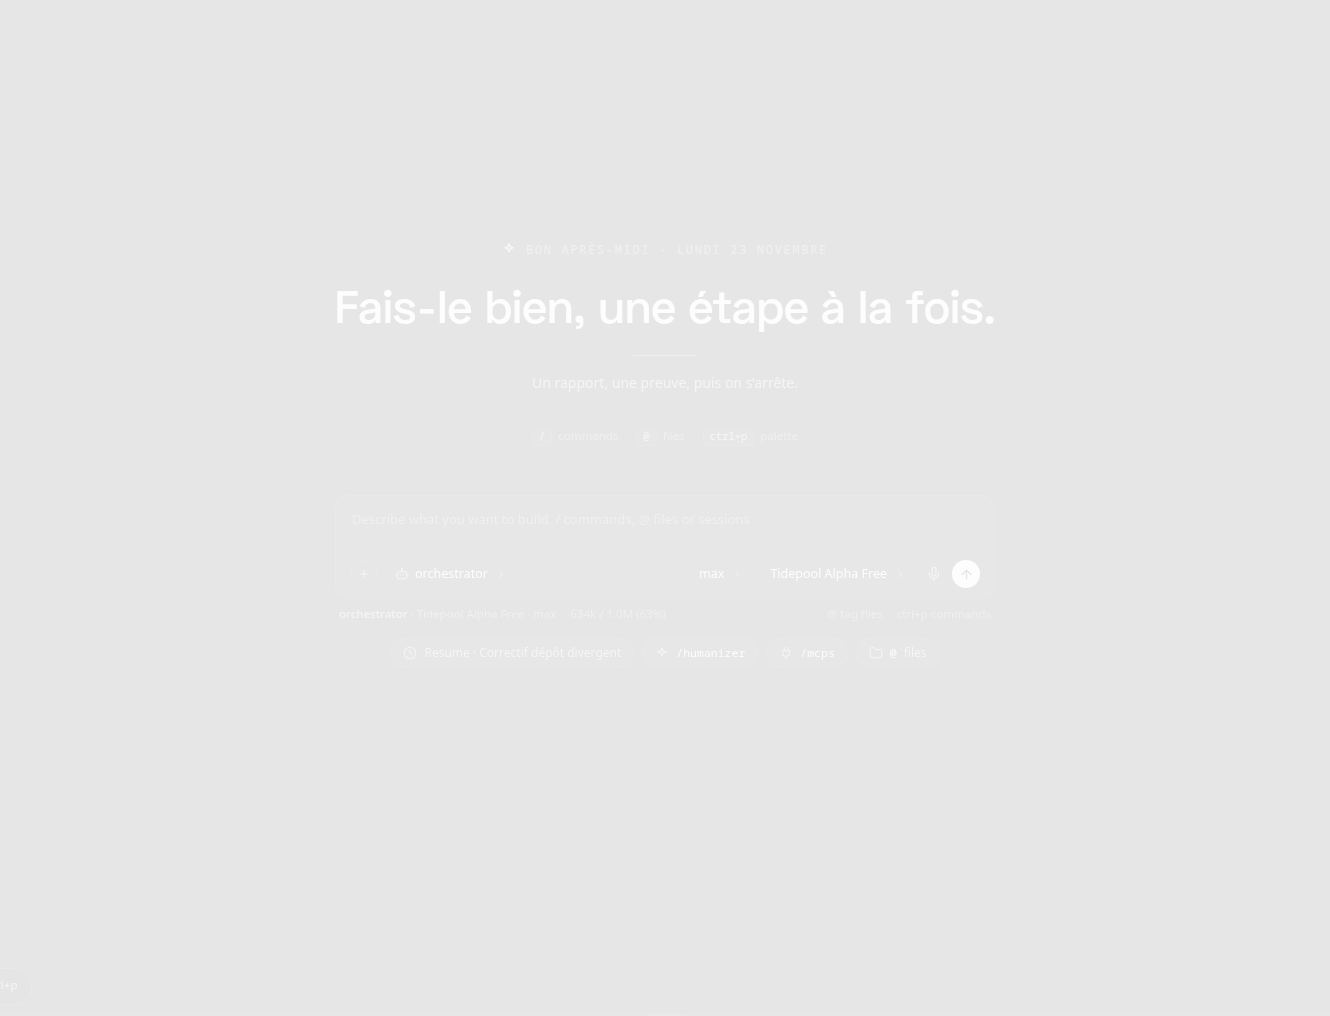 BON APRÈS-MIDI · LUNDI 23 NOVEMBRE
Fais-le bien, une étape à la fois.
Un rapport, une preuve, puis on s'arrête.
/ commands @ files ctrl+p palette
Describe what you want to build. / commands, @ files or sessions
orchestrator max Tidepool Alpha Free
orchestrator · Tidepool Alpha Free · max · 634k / 1.0M (63%) @ tag files · ctrl+p commands
Resume · Correctif dépôt divergent /humanizer /mcps @ files
l+p